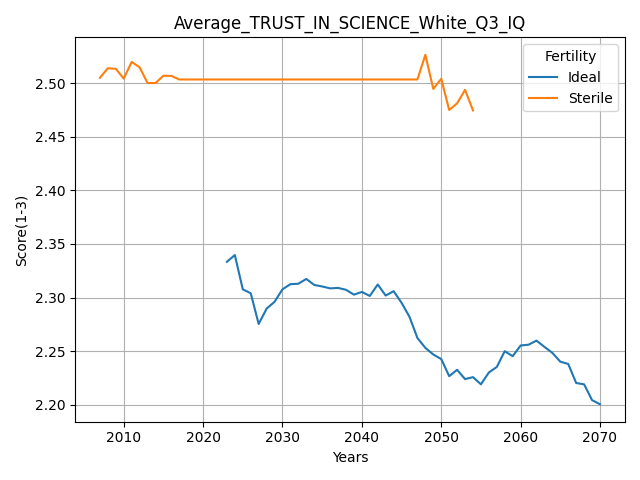 Average_TRUST_IN_SCIENCE_White_Q3_IQ
Fertility
Ideal
Sterile
Score(1-3)
2.50
2.45
2.40
2.35
2.30
2.25
2.20
2010 2020 2030 2040 2050 2060 2070
Years